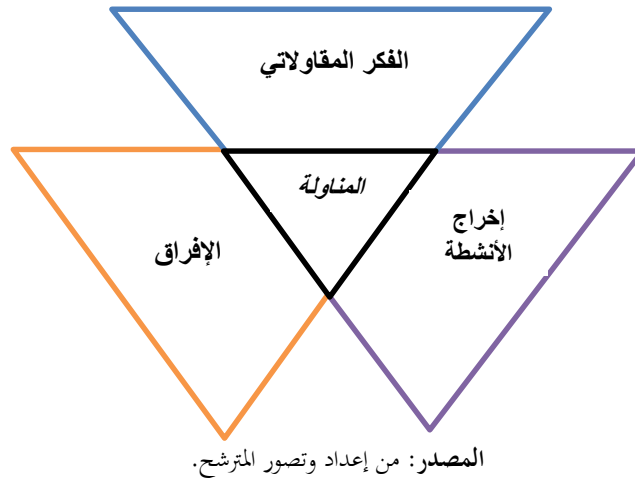 الفكر المقاولاتي
المناولة
إخراج
الأنشطة
الإفراق
المصدر: من إعداد وتصور المترشح.